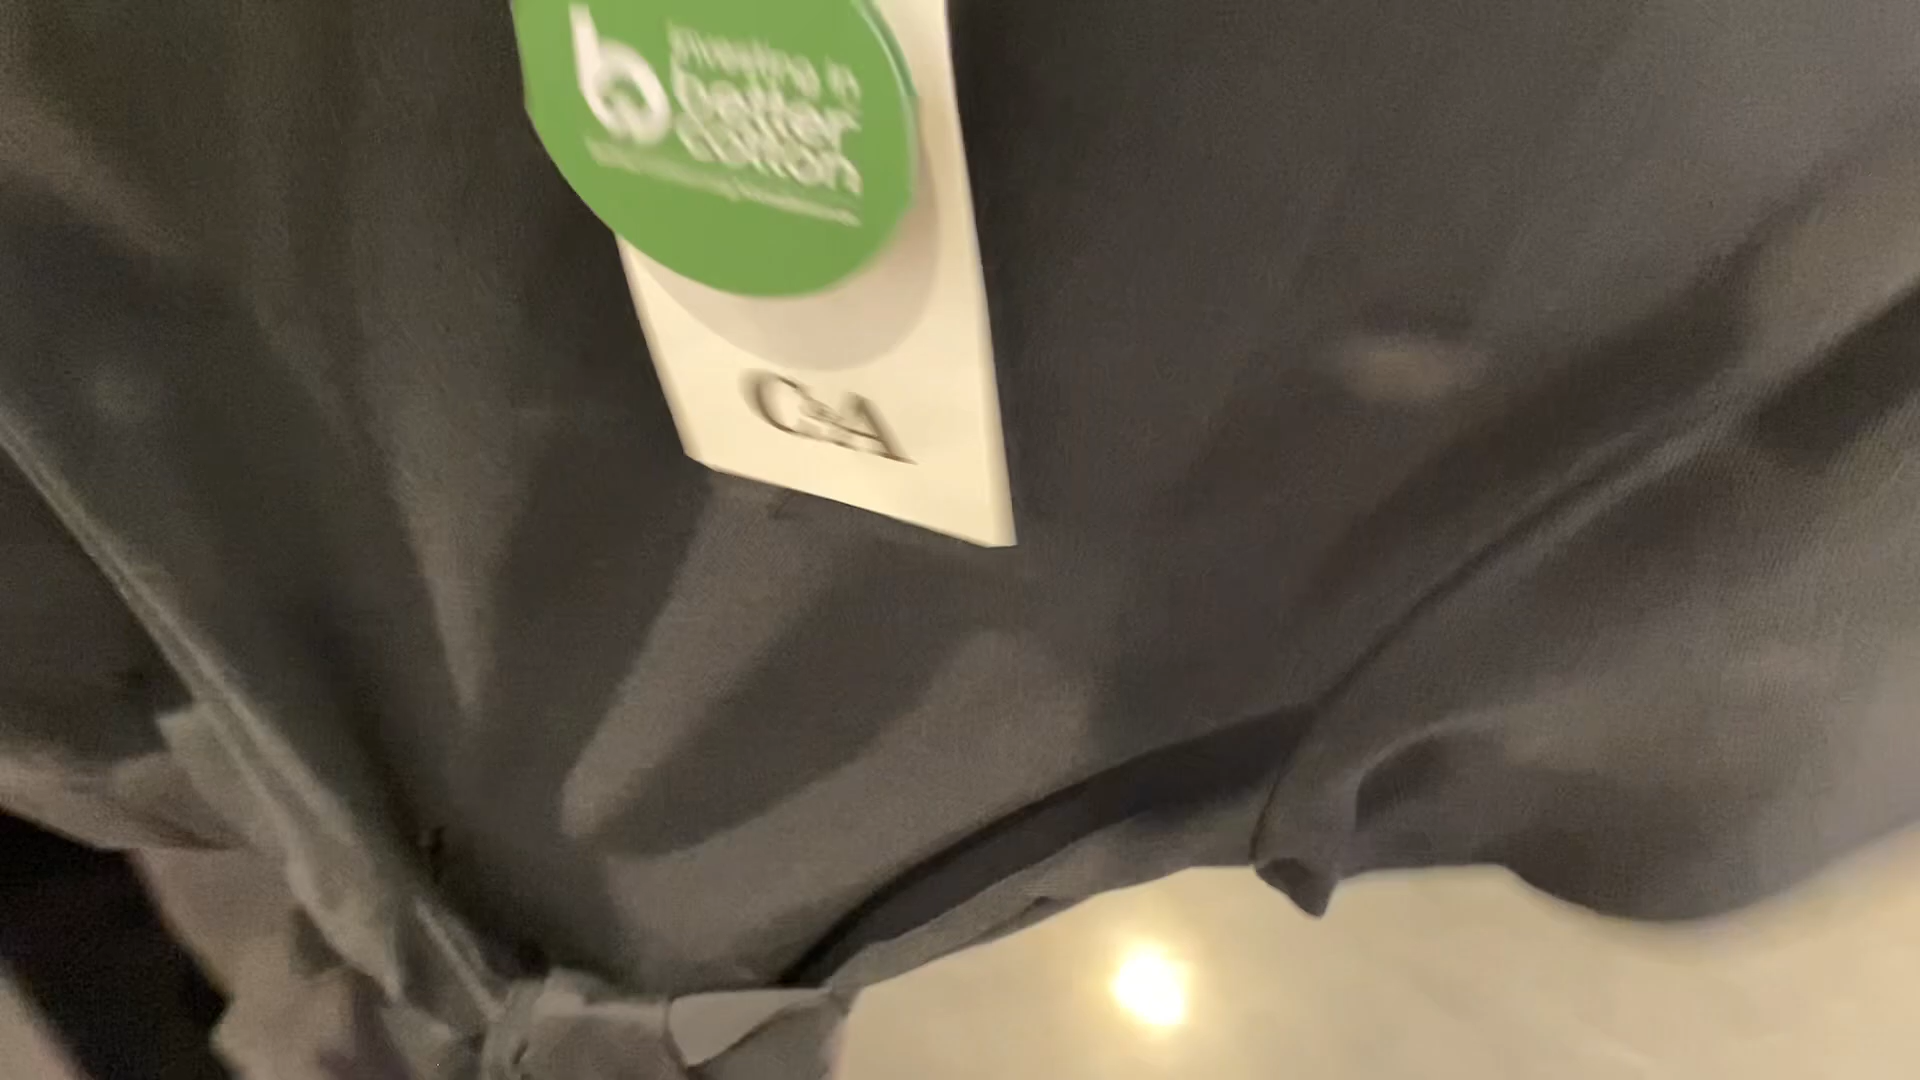 b
investing in
better
cotton
C&A